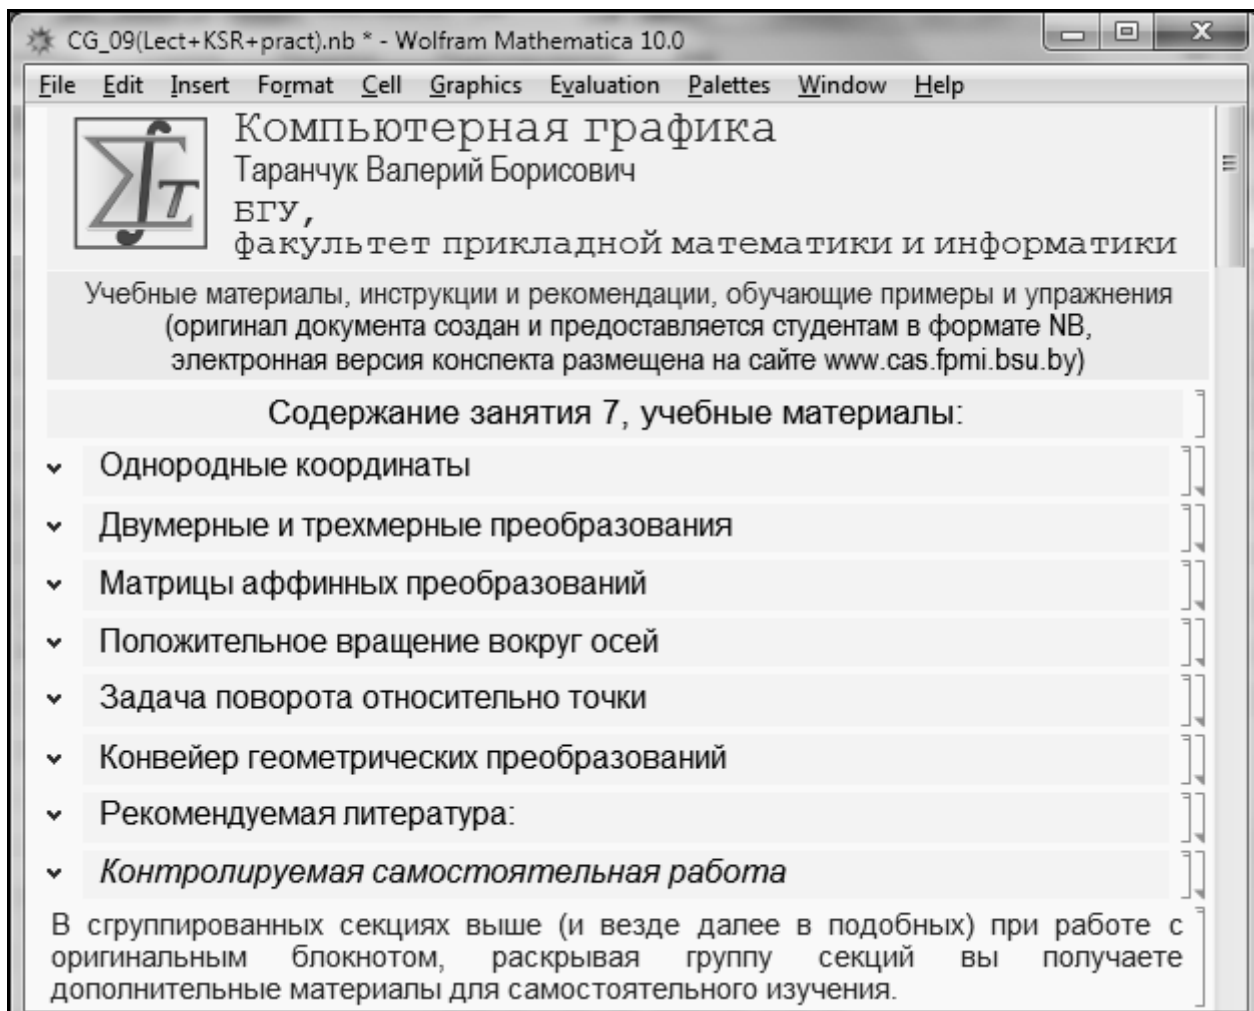 CG_09(Lect+KSR+pract).nb * - Wolfram Mathematica 10.0
File Edit Insert Format Cell Graphics Evaluation Palettes Window Help
Компьютерная графика
Таранчук Валерий Борисович
БГУ,
факультет прикладной математики и информатики
Учебные материалы, инструкции и рекомендации, обучающие примеры и упражнения
(оригинал документа создан и предоставляется студентам в формате NB,
электронная версия конспекта размещена на сайте www.cas.fpmi.bsu.by)
Содержание занятия 7, учебные материалы:
Однородные координаты
Двумерные и трехмерные преобразования
Матрицы аффинных преобразований
Положительное вращение вокруг осей
Задача поворота относительно точки
Конвейер геометрических преобразований
Рекомендуемая литература:
Контролируемая самостоятельная работа
В сгруппированных секциях выше (и везде далее в подобных) при работе с
оригинальным блокнотом, раскрывая группу секций вы получаете
дополнительные материалы для самостоятельного изучения.